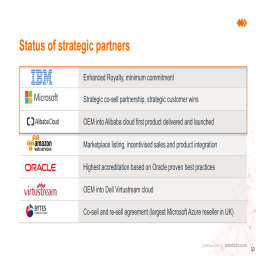 Status of strategic partners
IBM
Enhanced Royalty, minimum commitment
Microsoft
Strategic co-sell partnership, strategic customer wins
Alibaba Cloud
OEM into Alibaba cloud first product delivered and launched
amazon
webservices
Marketplace listing, incentivised sales and product integration
ORACLE
Highest accreditation based on Oracle proven best practices
virtustream
OEM into Dell Virtustream cloud
BYTES
Co-sell and re-sell agreement (largest Microsoft Azure reseller in UK)